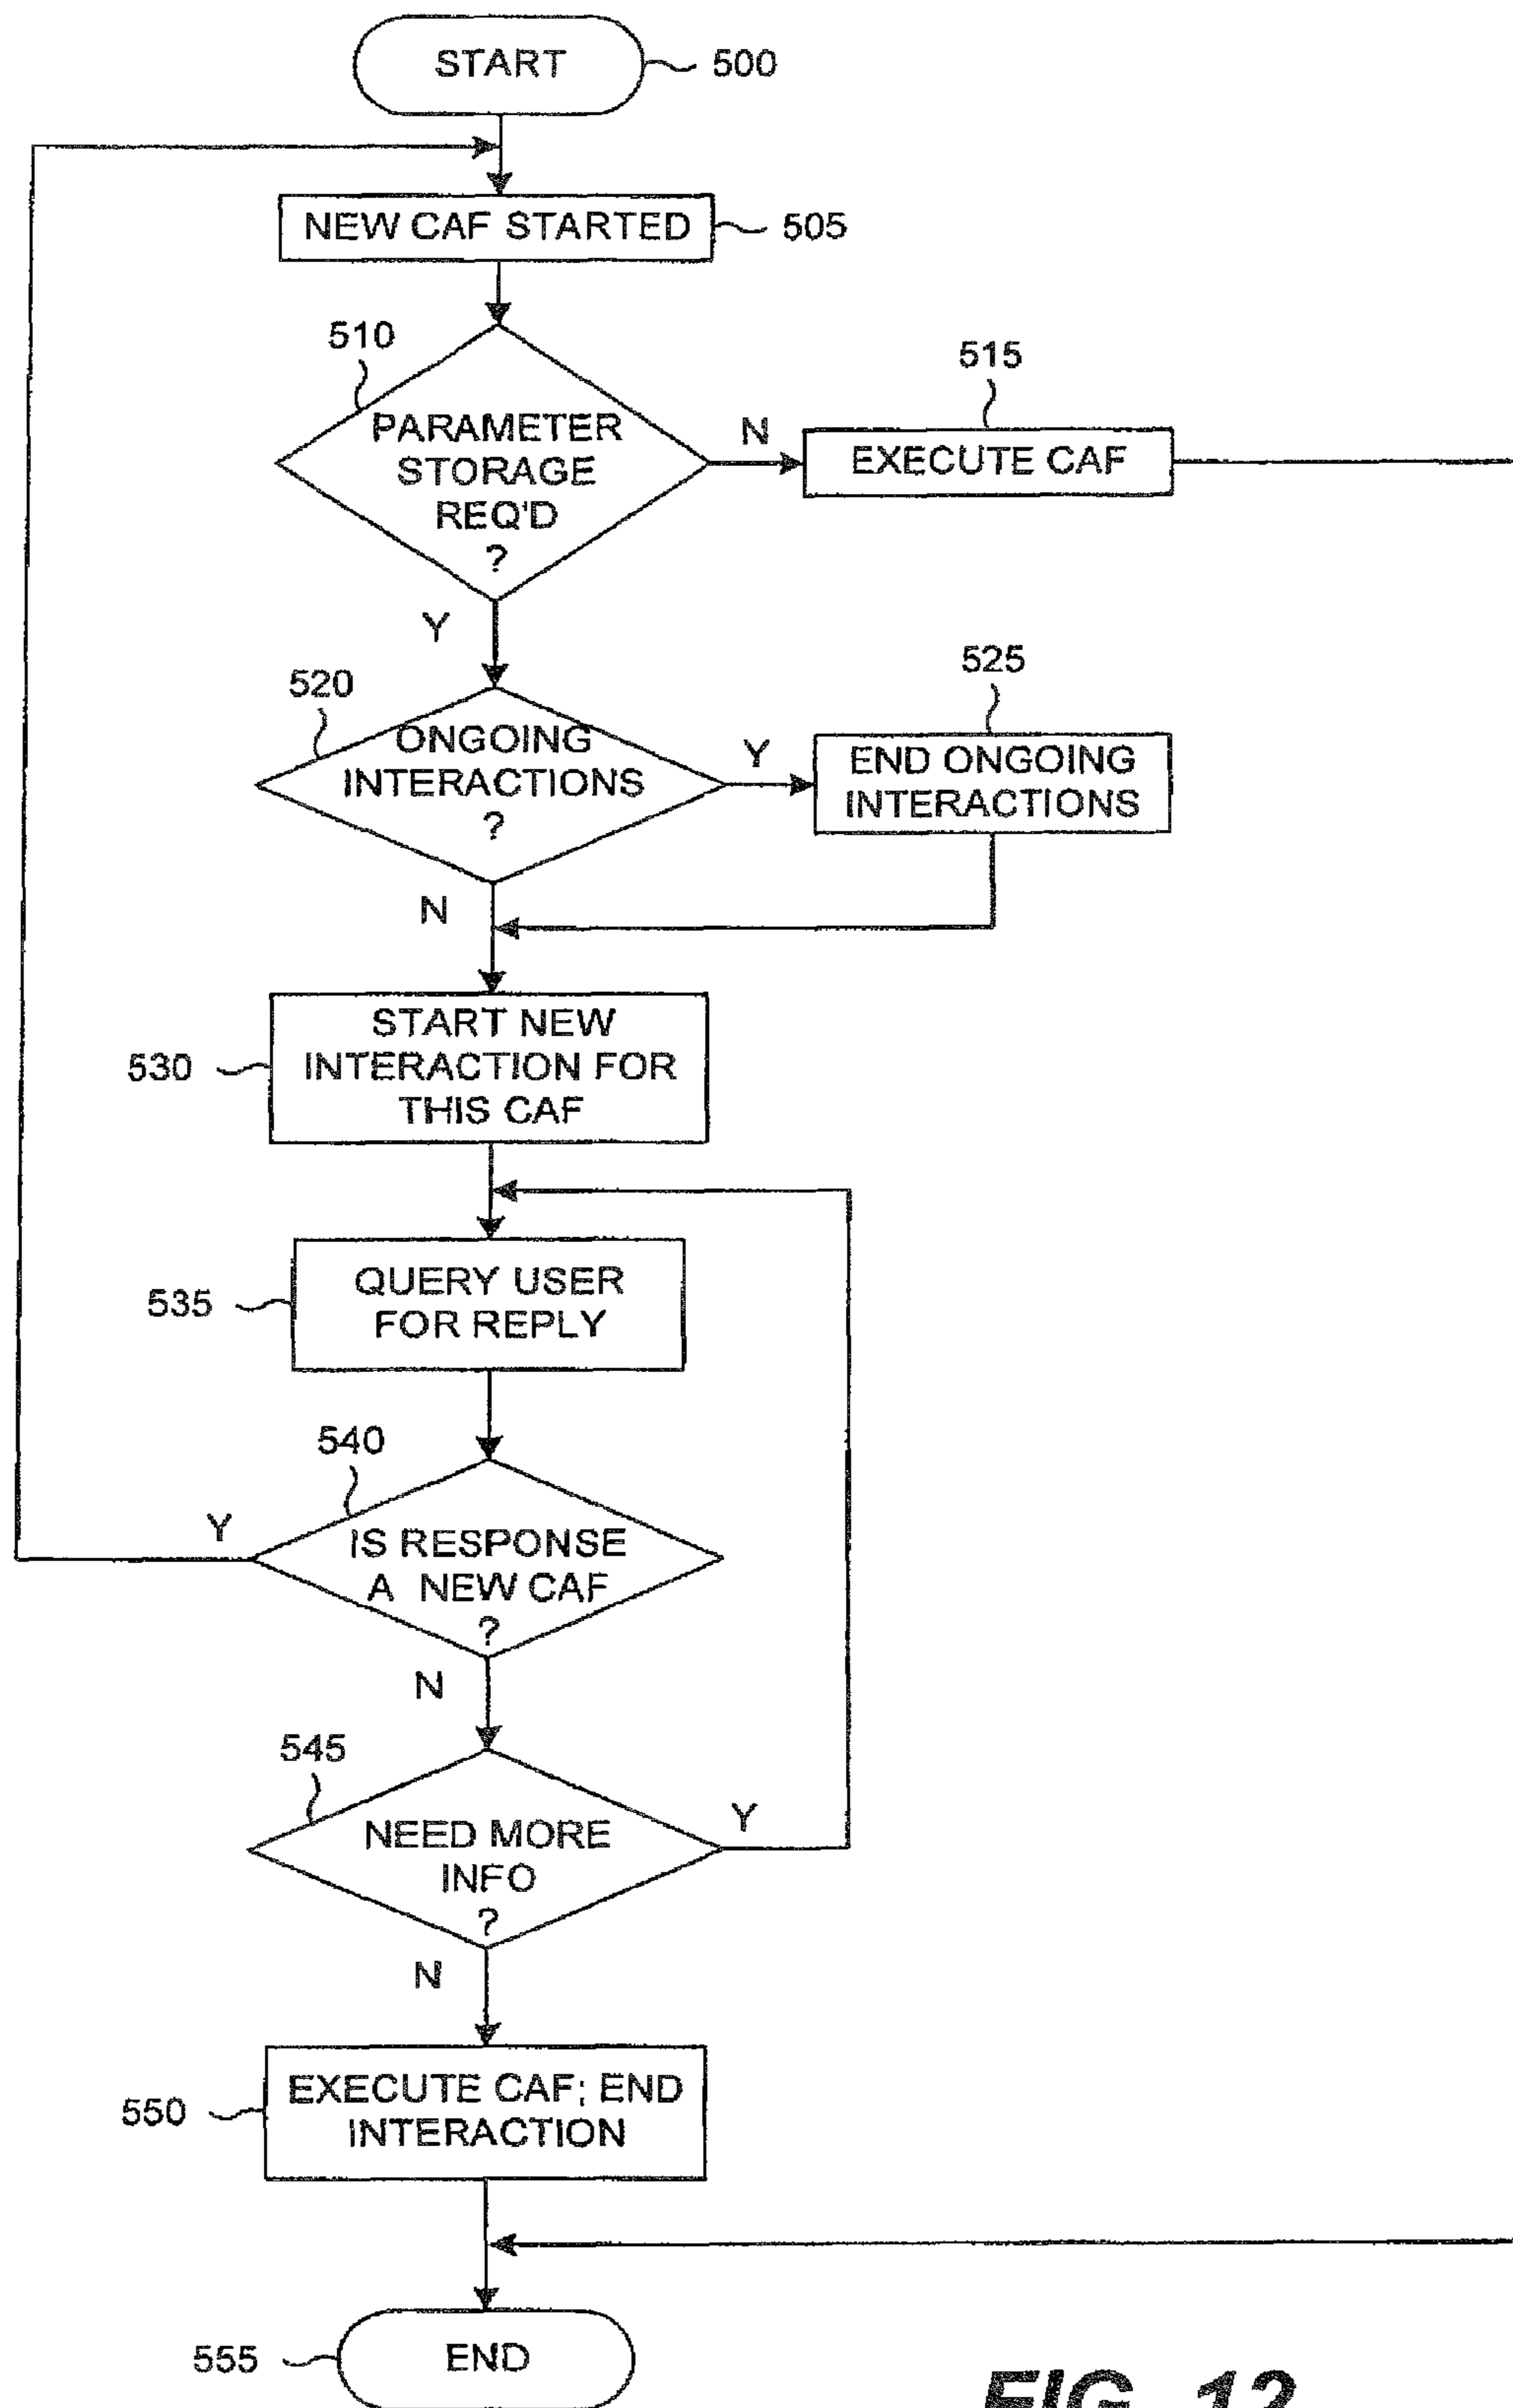 START
500
NEW CAF STARTED
505
510
PARAMETER
STORAGE
REQ'D
?
N
515
EXECUTE CAF
Y
520
ONGOING
INTERACTIONS
?
Y
525
END ONGOING
INTERACTIONS
N
530
START NEW
INTERACTION FOR
THIS CAF
535
QUERY USER
FOR REPLY
540
Y
IS RESPONSE
A NEW CAF
?
N
545
NEED MORE
INFO
?
Y
N
550
EXECUTE CAF; END
INTERACTION
555
END
FIG. 12